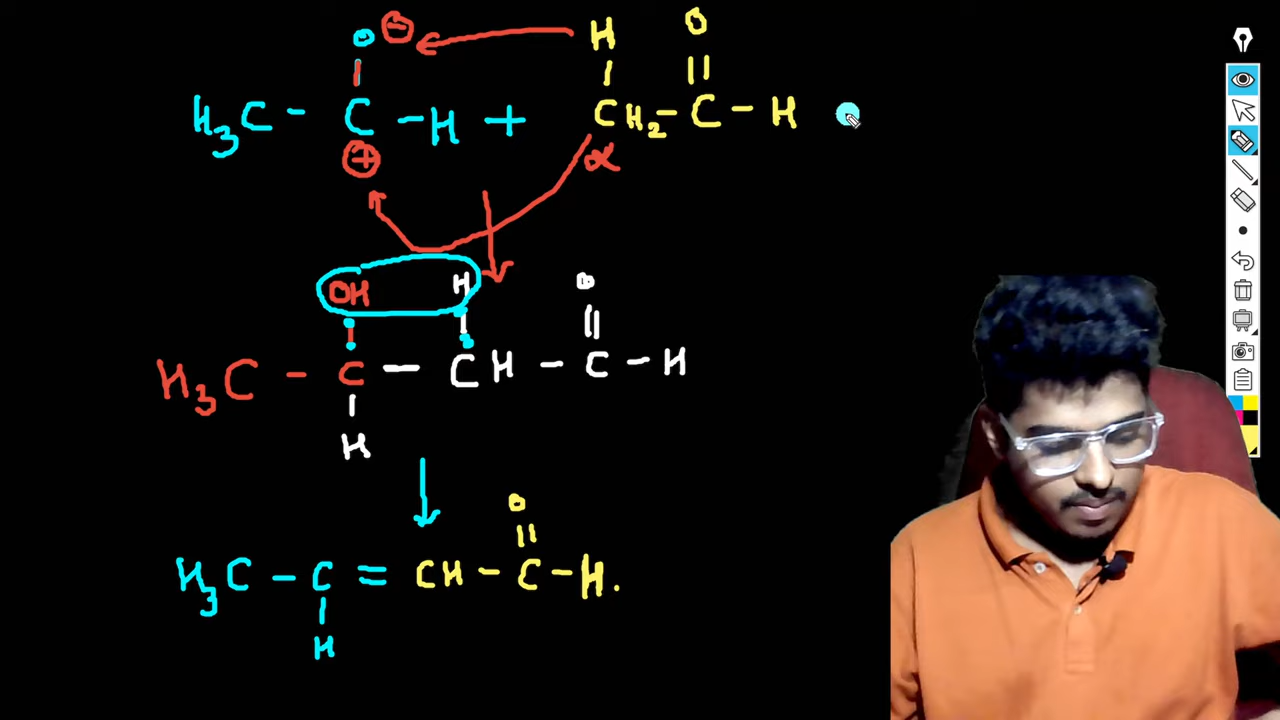 O ⊖ H O
H₃C - C - H + CH₂ - C - H
⊕ α
OH H O
H₃C - C - CH - C - H
H
O
H₃C - C = CH - C - H.
H